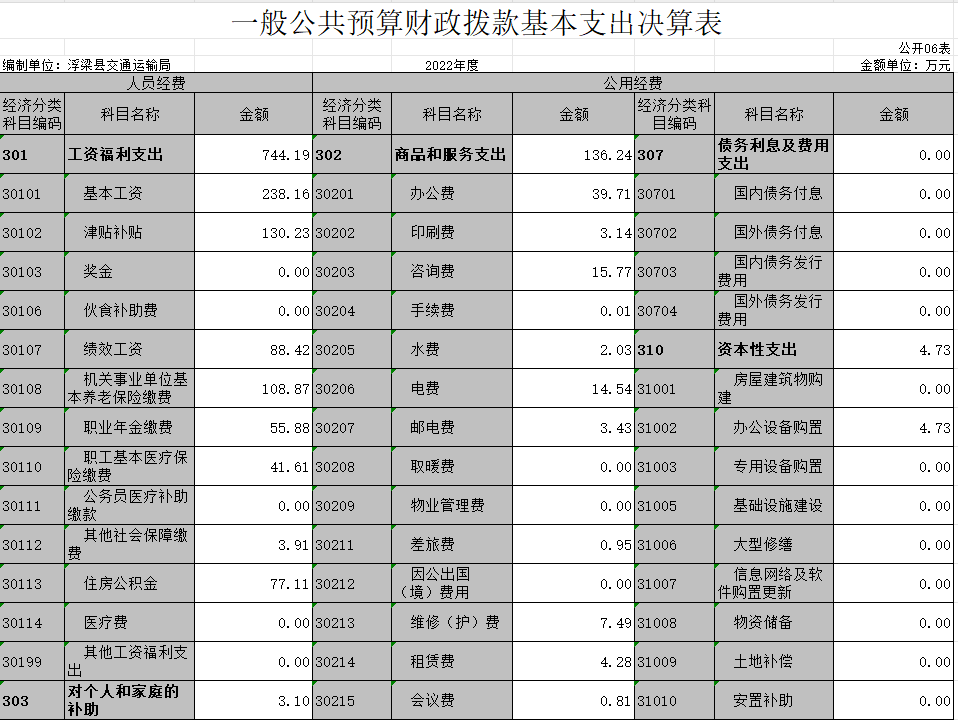 一般公共预算财政拨款基本支出决算表
公开06表
编制单位：浮梁县交通运输局 2022年度 金额单位：万元
人员经费 公用经费
经济分类科目编码 科目名称 金额 经济分类科目编码 科目名称 金额 经济分类科目编码 科目名称 金额
301 工资福利支出 744.19 302 商品和服务支出 136.24 307 债务利息及费用支出 0.00
30101 基本工资 238.16 30201 办公费 39.71 30701 国内债务付息 0.00
30102 津贴补贴 130.23 30202 印刷费 3.14 30702 国外债务付息 0.00
30103 奖金 0.00 30203 咨询费 15.77 30703 国内债务发行费用 0.00
30106 伙食补助费 0.00 30204 手续费 0.01 30704 国外债务发行费用 0.00
30107 绩效工资 88.42 30205 水费 2.03 310 资本性支出 4.73
30108 机关事业单位基本养老保险缴费 108.87 30206 电费 14.54 31001 房屋建筑物购建 0.00
30109 职业年金缴费 55.88 30207 邮电费 3.43 31002 办公设备购置 4.73
30110 职工基本医疗保险缴费 41.61 30208 取暖费 0.00 31003 专用设备购置 0.00
30111 公务员医疗补助缴款 0.00 30209 物业管理费 0.00 31005 基础设施建设 0.00
30112 其他社会保障缴费 3.91 30211 差旅费 0.95 31006 大型修缮 0.00
30113 住房公积金 77.11 30212 因公出国（境）费用 0.00 31007 信息网络及软件购置更新 0.00
30114 医疗费 0.00 30213 维修（护）费 7.49 31008 物资储备 0.00
30199 其他工资福利支出 0.00 30214 租赁费 4.28 31009 土地补偿 0.00
303 对个人和家庭的补助 3.10 30215 会议费 0.81 31010 安置补助 0.00